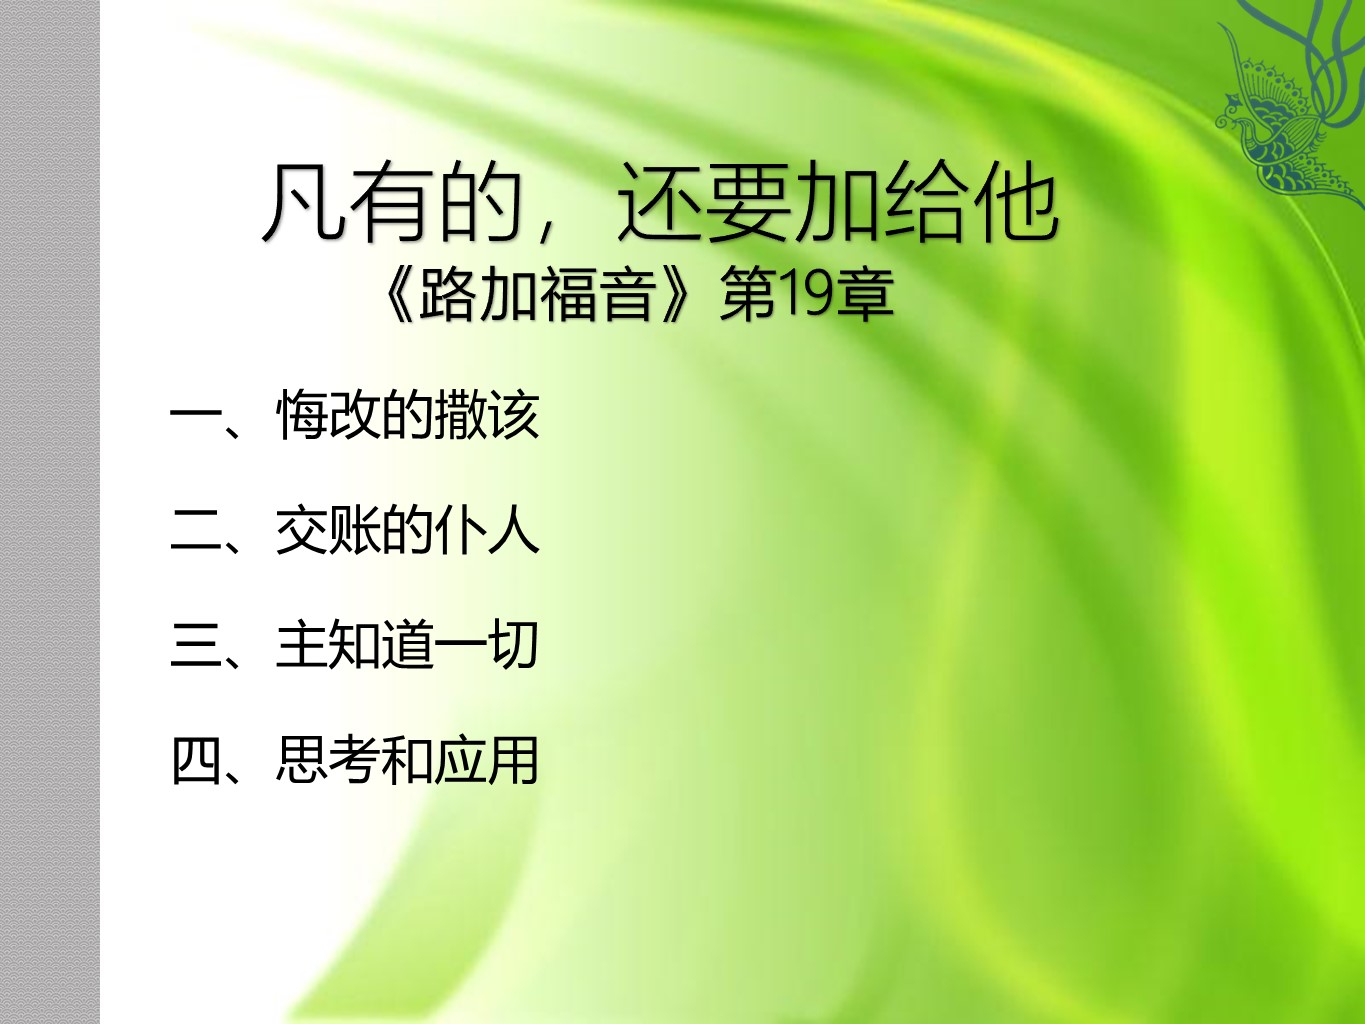 凡有的，还要加给他
《路加福音》第19章
一、悔改的撒该
二、交账的仆人
三、主知道一切
四、思考和应用